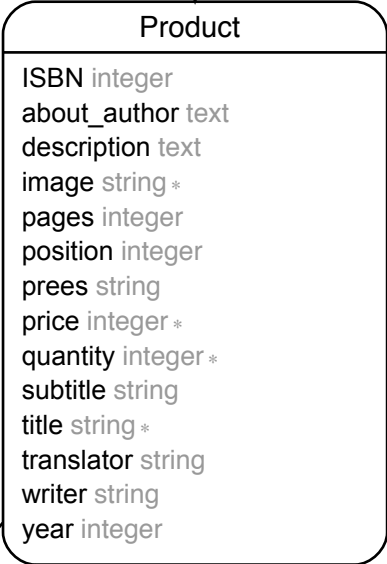 Product
ISBN integer
about_author text
description text
image string *
pages integer
position integer
prees string
price integer *
quantity integer *
subtitle string
title string *
translator string
writer string
year integer